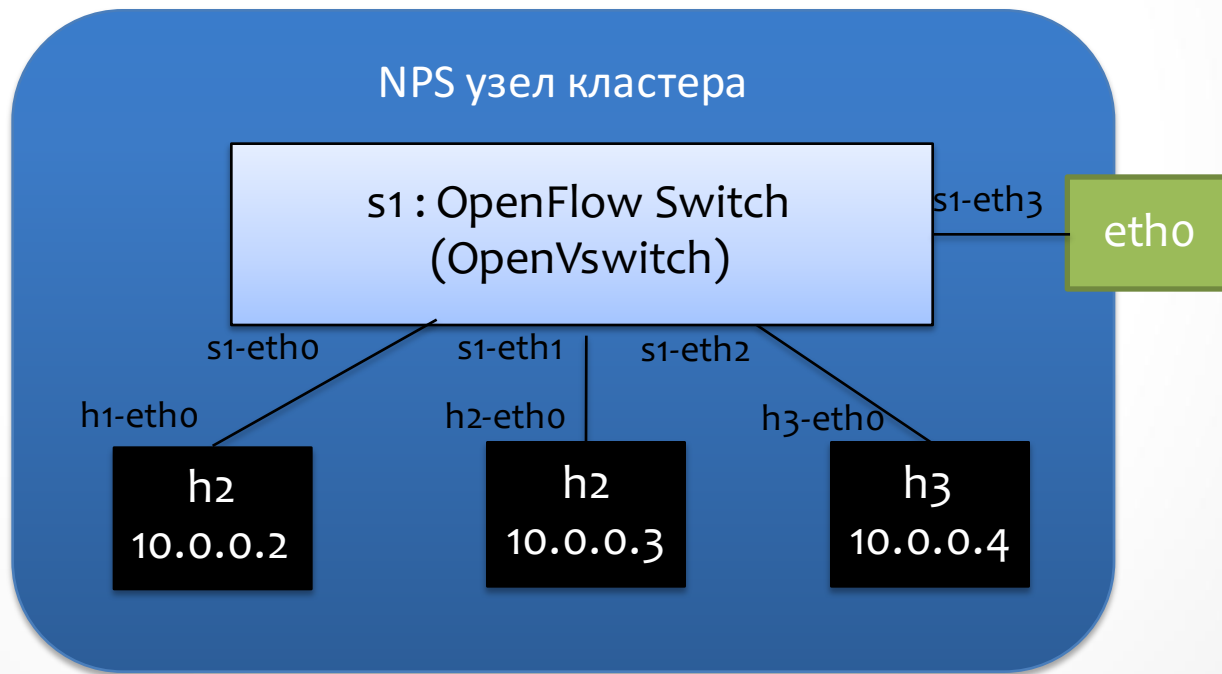 NPS узел кластера
s1 : OpenFlow Switch
(OpenVswitch)
s1-eth3
eth0
s1-eth0
s1-eth1
s1-eth2
h1-eth0
h2-eth0
h3-eth0
h2
10.0.0.2
h2
10.0.0.3
h3
10.0.0.4